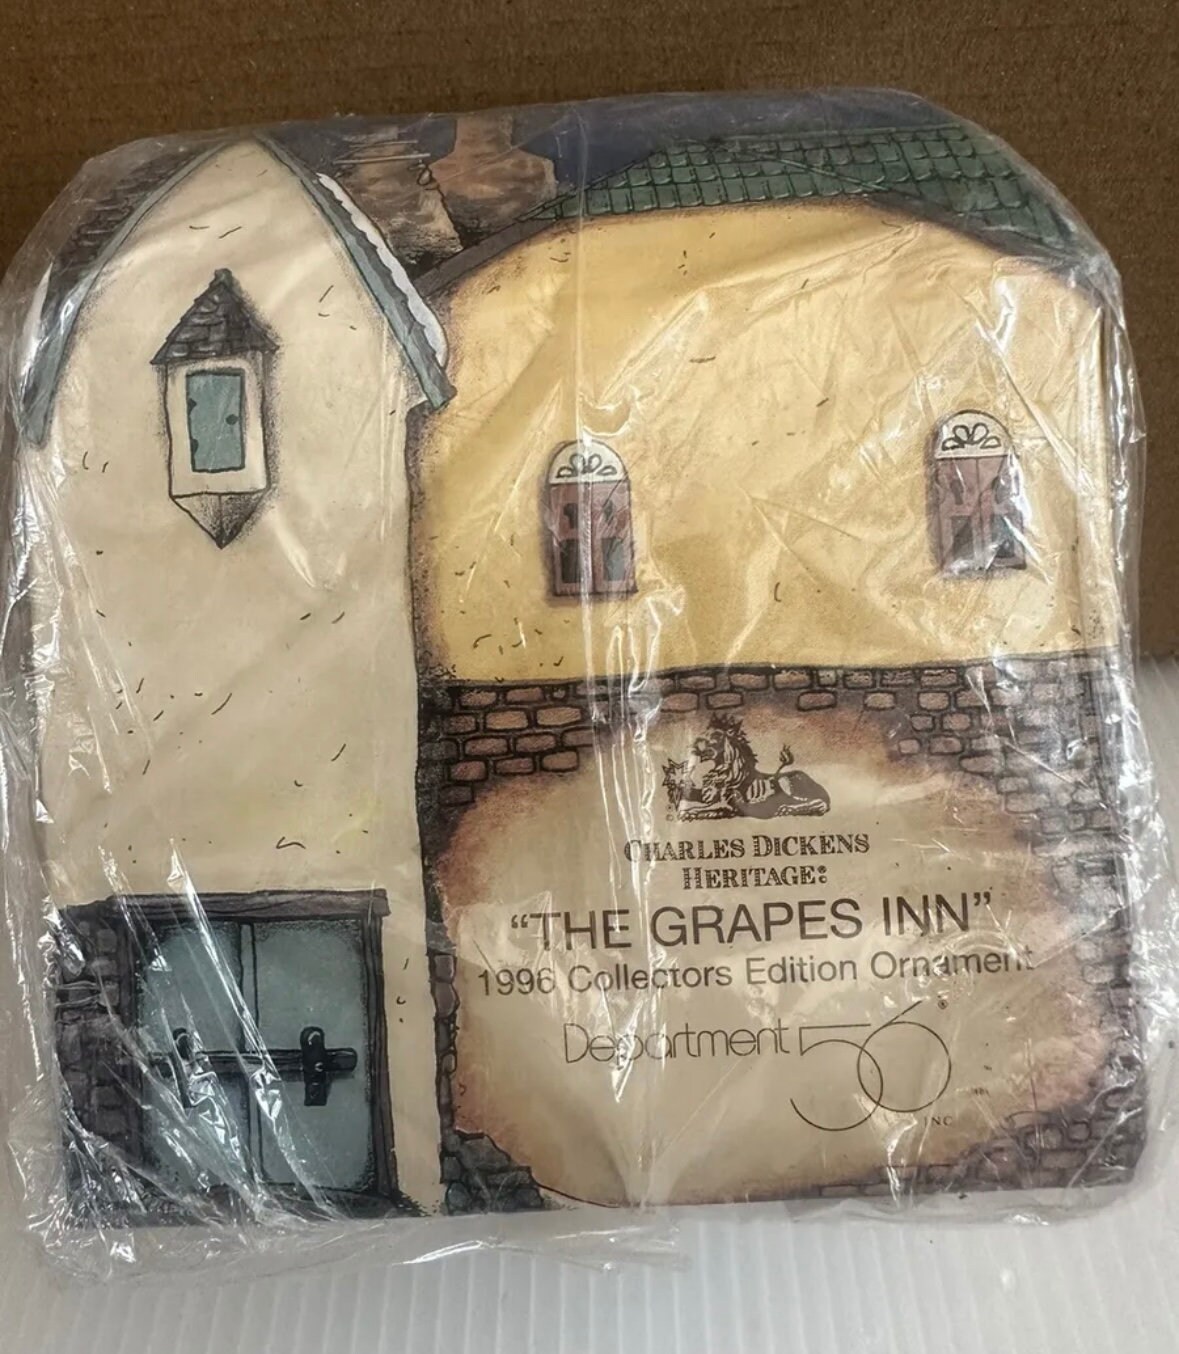 CHARLES DICKENS
HERITAGE:
“THE GRAPES INN”
1996 Collectors Edition Ornament
Department 56®
INC